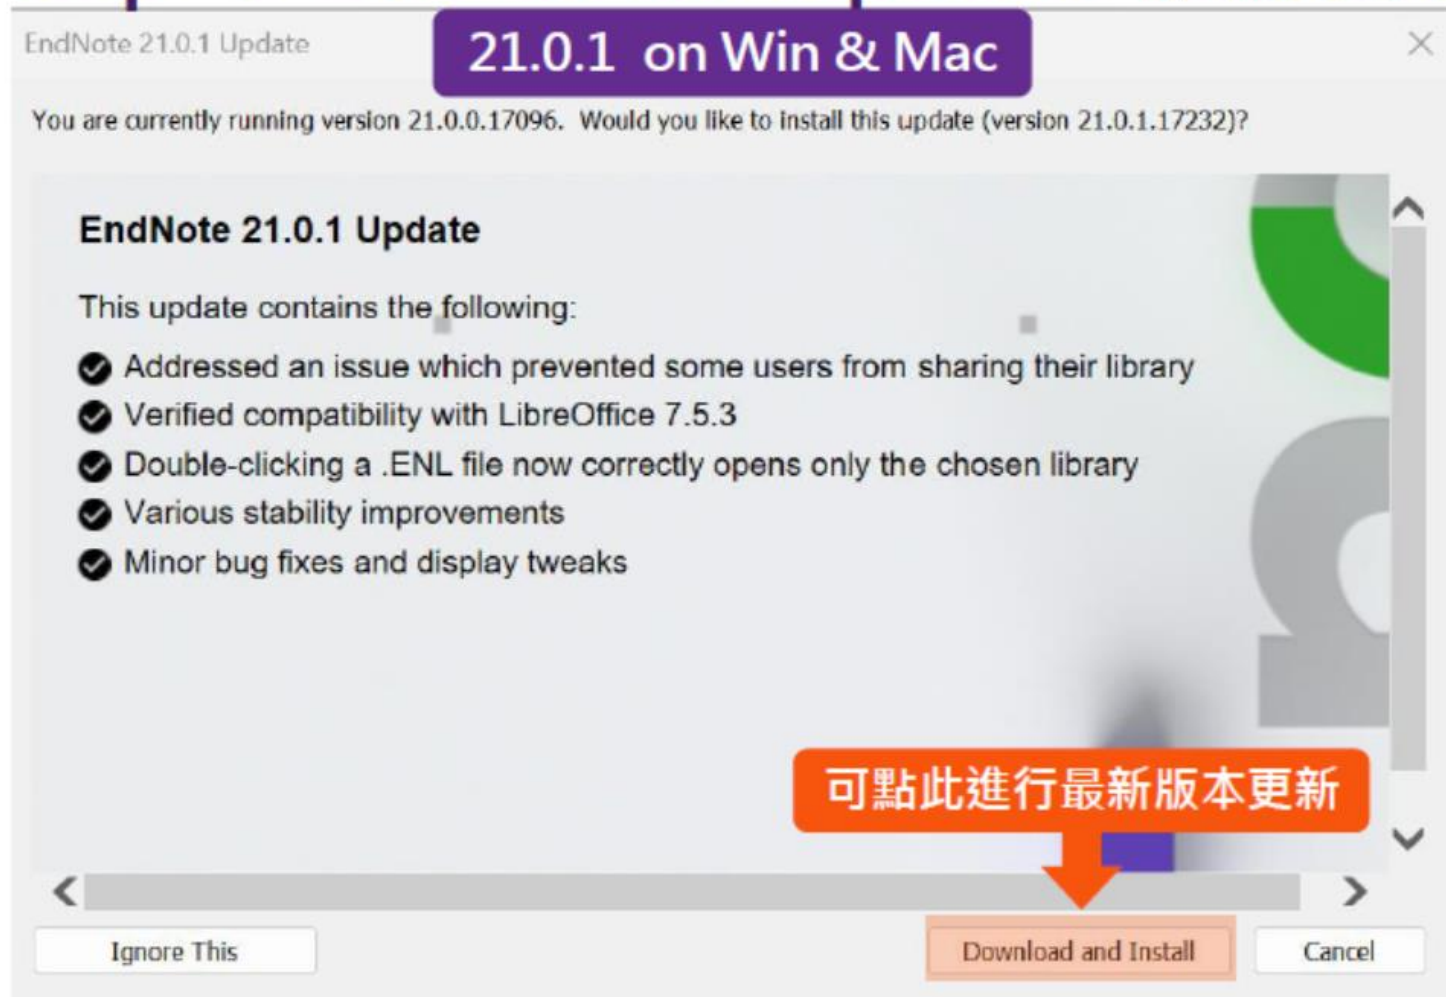 EndNote 21.0.1 Update
21.0.1 on Win & Mac
You are currently running version 21.0.0.17096. Would you like to install this update (version 21.0.1.17232)?
EndNote 21.0.1 Update
This update contains the following:
Addressed an issue which prevented some users from sharing their library
Verified compatibility with LibreOffice 7.5.3
Double-clicking a .ENL file now correctly opens only the chosen library
Various stability improvements
Minor bug fixes and display tweaks
可點此進行最新版本更新
Ignore This
Download and Install
Cancel